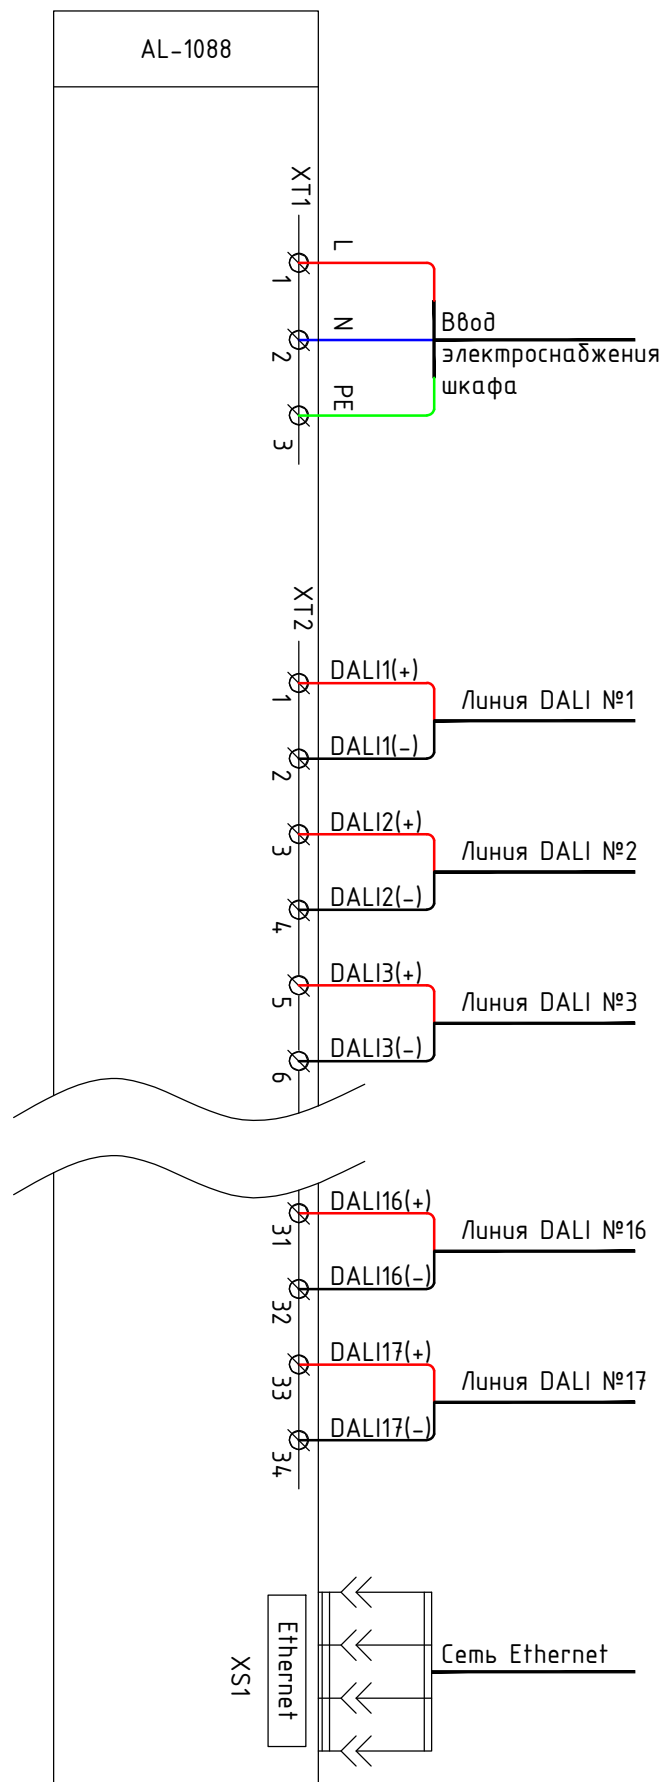 AL-1088
XT1
L
1
N
2
PE
3
Ввод
электроснабжения
шкафа
XT2
DALI1(+)
1
Линия DALI №1
DALI1(-)
2
DALI2(+)
3
Линия DALI №2
DALI2(-)
4
DALI3(+)
5
Линия DALI №3
DALI3(-)
6
DALI16(+)
31
Линия DALI №16
DALI16(-)
32
DALI17(+)
33
Линия DALI №17
DALI17(-)
34
Ethernet
XS1
Сеть Ethernet